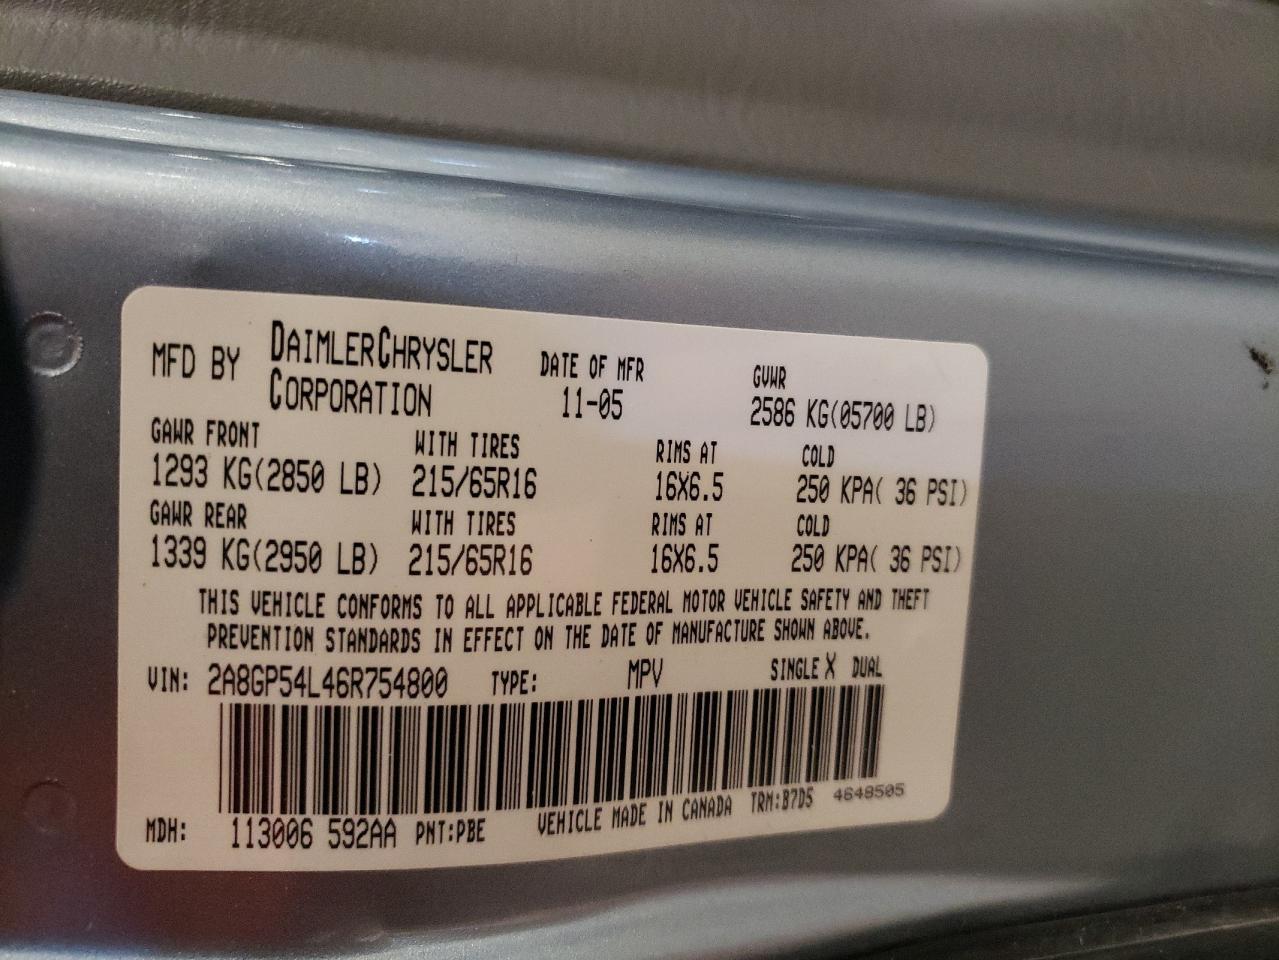 MFD BY DAIMLERCHRYSLER CORPORATION DATE OF MFR 11-05 GVWR 2586 KG(05700 LB)
GAWR FRONT WITH TIRES RIMS AT COLD
1293 KG(2850 LB) 215/65R16 16X6.5 250 KPA( 36 PSI)
GAWR REAR WITH TIRES RIMS AT COLD
1339 KG(2950 LB) 215/65R16 16X6.5 250 KPA( 36 PSI)
THIS VEHICLE CONFORMS TO ALL APPLICABLE FEDERAL MOTOR VEHICLE SAFETY AND THEFT
PREVENTION STANDARDS IN EFFECT ON THE DATE OF MANUFACTURE SHOWN ABOVE.
VIN: 2A8GP54L46R754800 TYPE: MPV SINGLE X DUAL
MDH: 113006 592AA PNT:PBE VEHICLE MADE IN CANADA TRM:B7D5 4648505